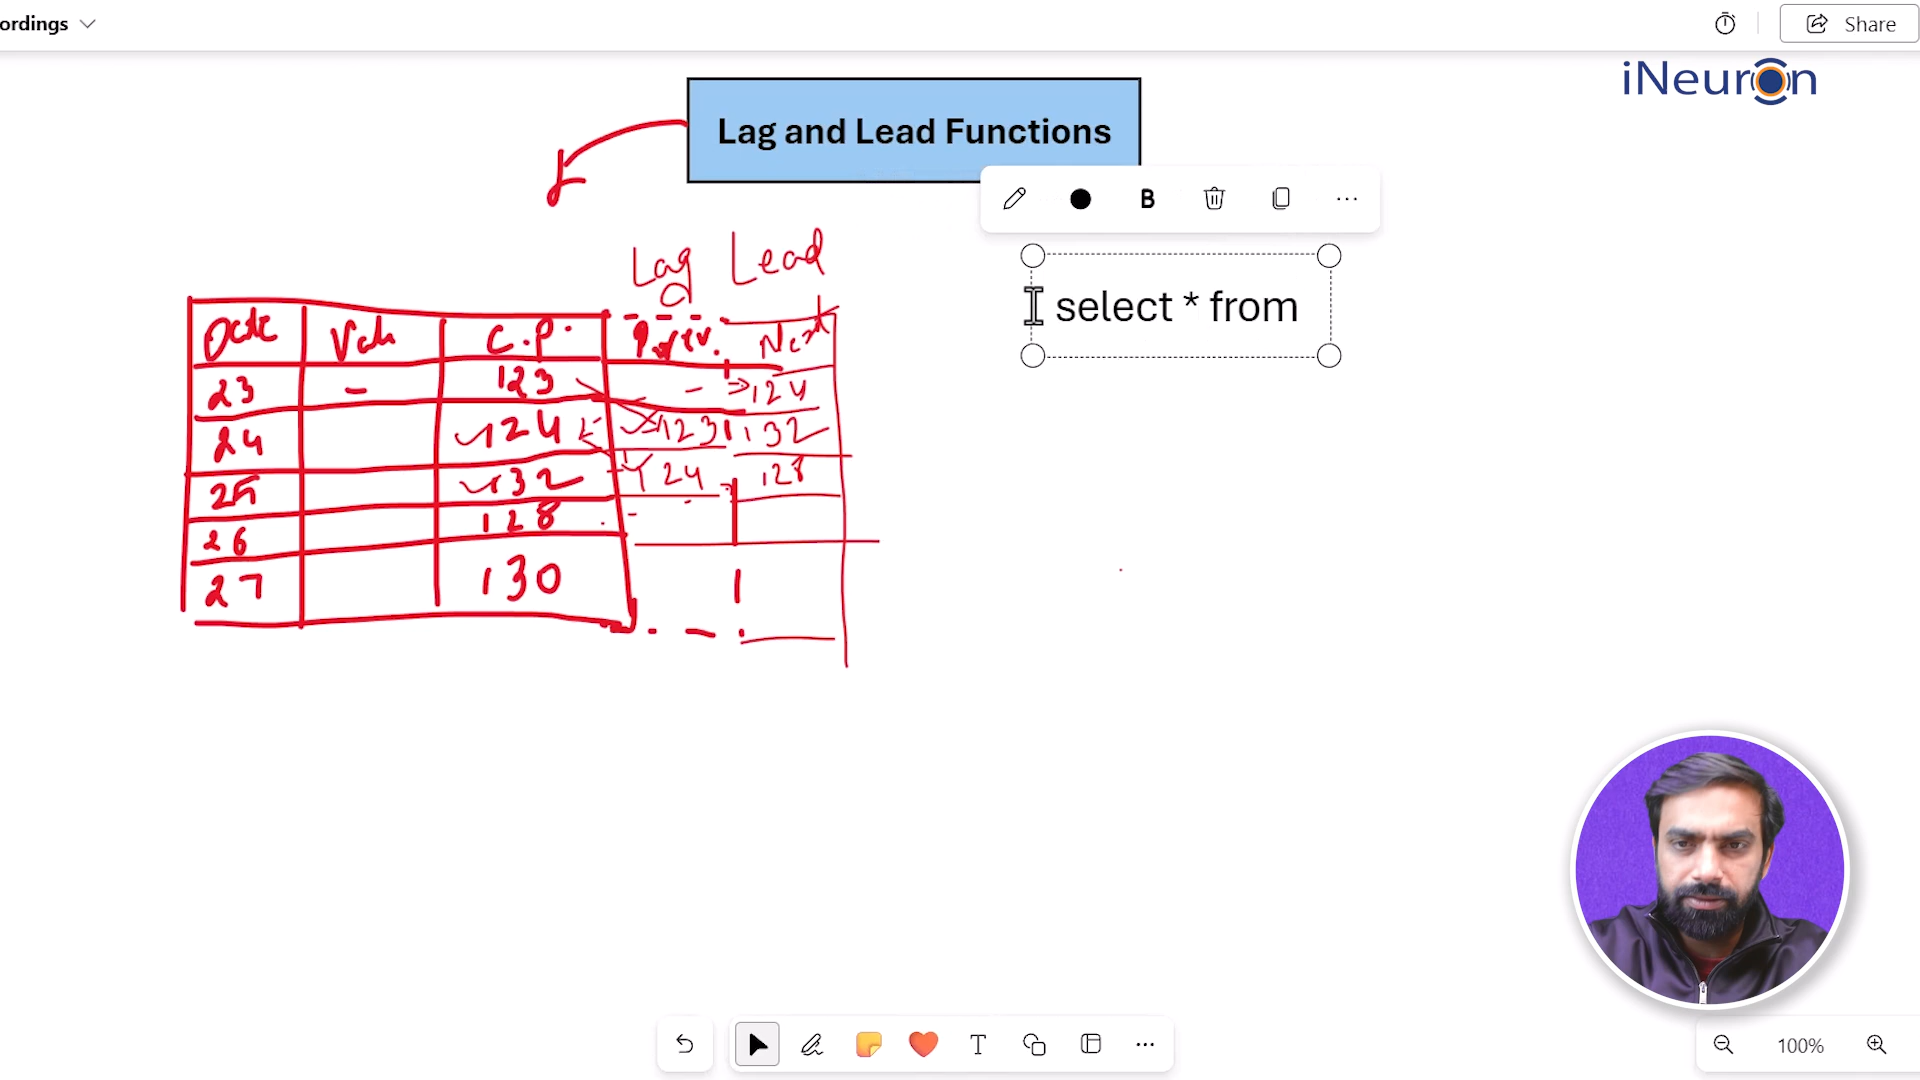 ordings
Share
iNeuron
Lag and Lead Functions
B
Lag Lead
select * from
Date C.P. Prev. Next
23 - 123 - 124
24 124 123 132
25 132 124 128
26 128
27 130
T
100%